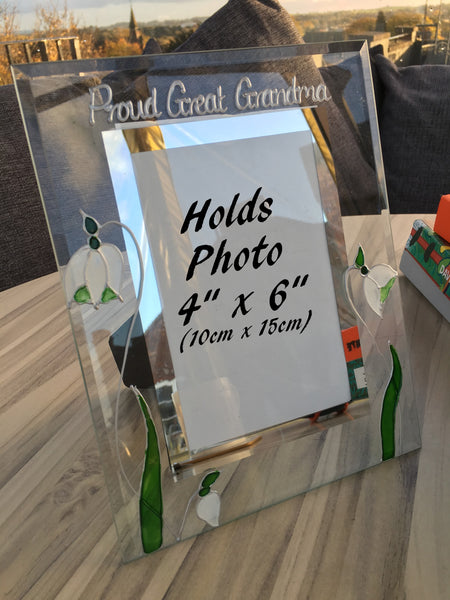 Proud Great Grandma
Holds
Photo
4" x 6"
(10cm x 15cm)